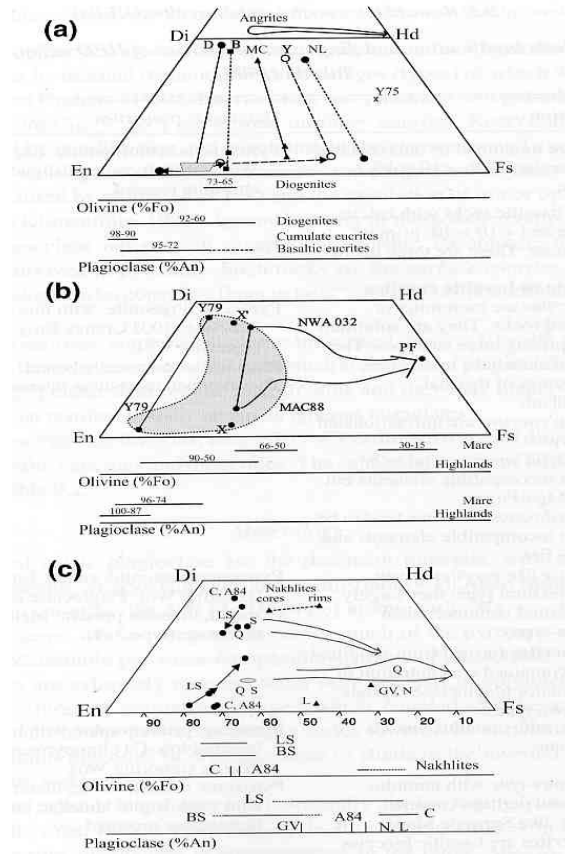 (a)
Angrites
Di Hd
D B MC Y NL
Y75
En Fs
73-65 Diogenites
Olivine (%Fo)
92-60 Diogenites
98-90 Cumulate eucrites
95-72 Basaltic eucrites
Plagioclase (%An)
(b)
Di Hd
Y79 X' NWA032
PF
Y79 MAC88
X'
En Fs
66-50 30-15 Mare
90-50 Highlands
Olivine (%Fo)
96-74 Mare
100-87 Highlands
Plagioclase (%An)
(c)
Di Hd
C, A84 Nakhlites
cores rims
LS S
Q
Q
LS Q S GV, N
C, A84 L
En Fs
90 80 70 60 50 40 30 20 10
LS
BS
C A84 Nakhlites
Olivine (%Fo)
LS
BS A84 C
GV N, L
Plagioclase (%An)